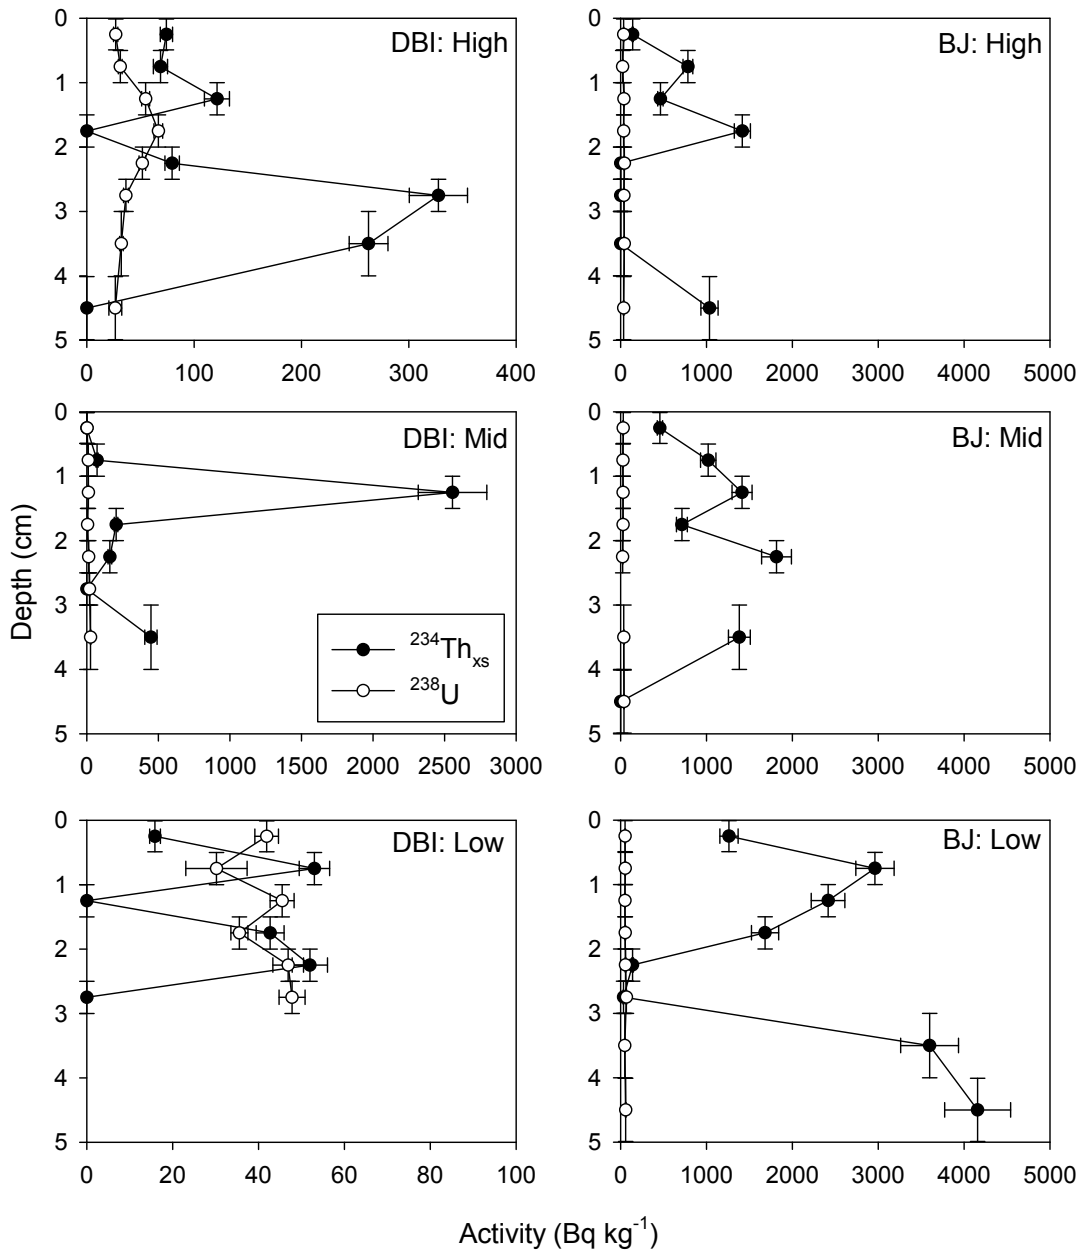 DBI: High
0
1
2
3
4
5
0 100 200 300 400
BJ: High
0
1
2
3
4
5
0 1000 2000 3000 4000 5000
DBI: Mid
0
1
2
3
4
5
0 500 1000 1500 2000 2500 3000
²³⁴Thₓₛ
²³⁸U
BJ: Mid
0
1
2
3
4
5
0 1000 2000 3000 4000 5000
Depth (cm)
DBI: Low
0
1
2
3
4
5
0 20 40 60 80 100
BJ: Low
0
1
2
3
4
5
0 1000 2000 3000 4000 5000
Activity (Bq kg⁻¹)